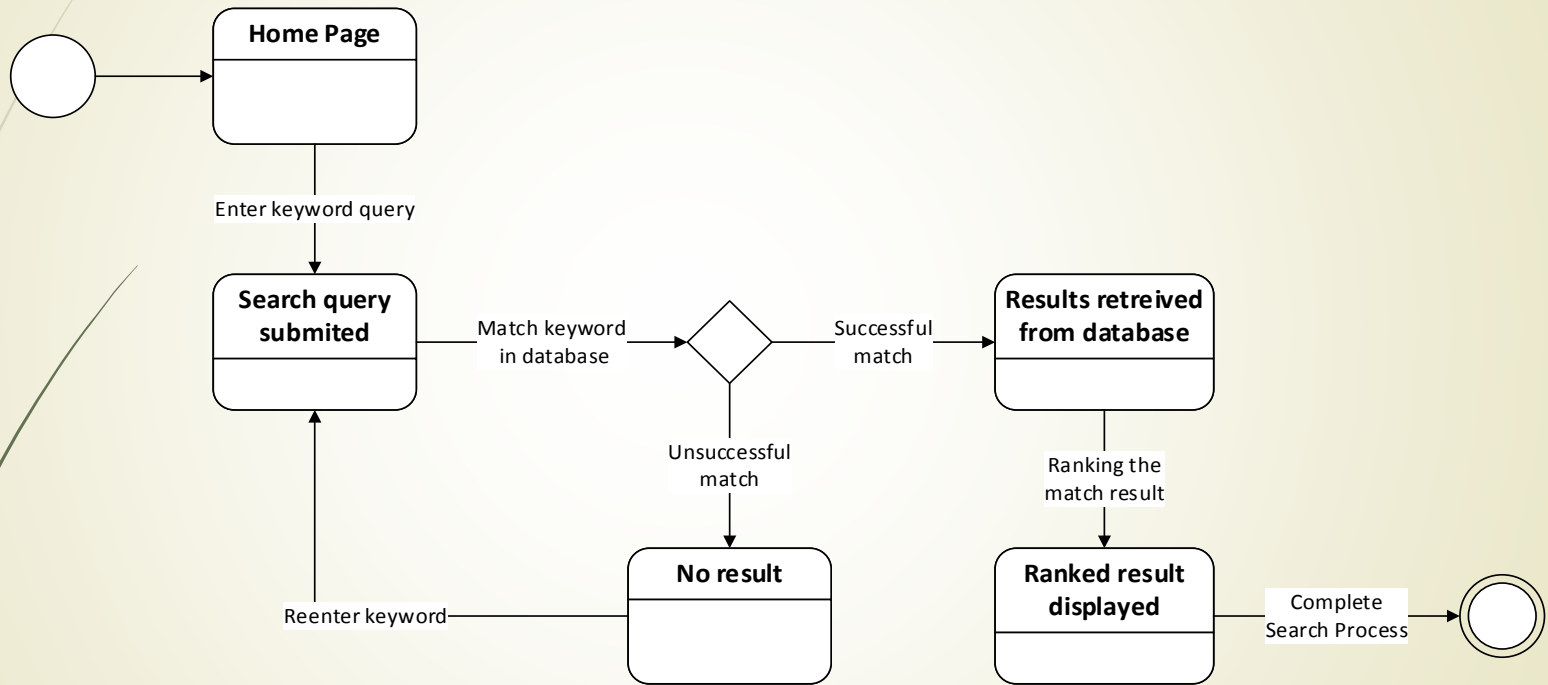 Home Page
Enter keyword query
Search query
submited
Match keyword
in database
Successful
match
Results retreived
from database
Unsuccessful
match
Ranking the
match result
No result
Reenter keyword
Ranked result
displayed
Complete
Search Process